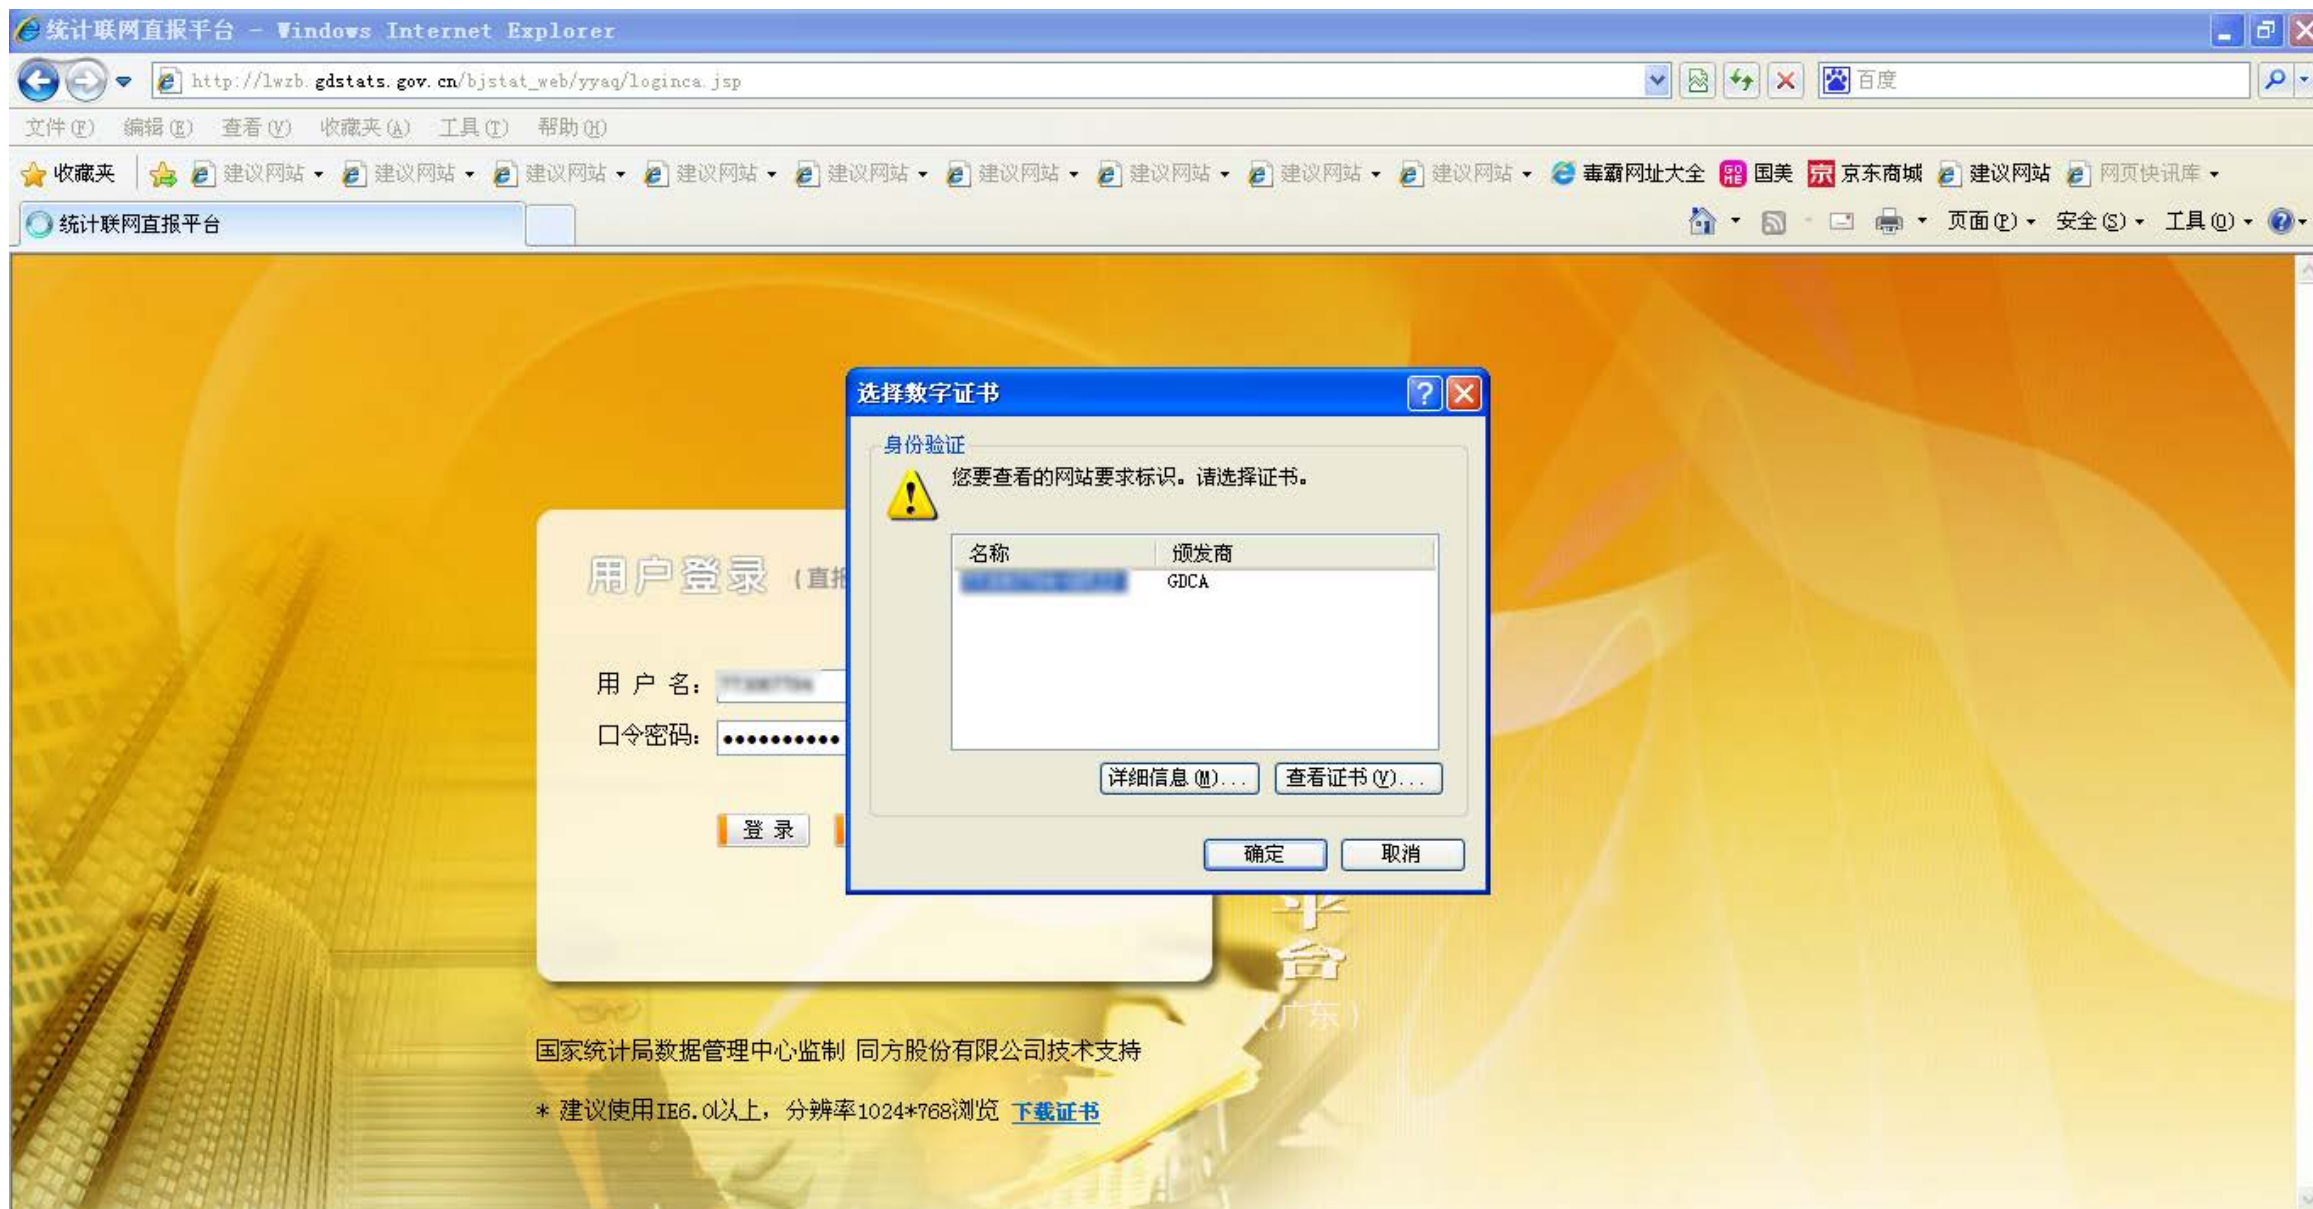 统计联网直报平台 - Windows Internet Explorer
http://lwzb.gdstats.gov.cn/bjstat_web/yyaq/loginca.jsp 百度
文件(F) 编辑(E) 查看(V) 收藏夹(A) 工具(T) 帮助(H)
收藏夹 建议网站 建议网站 建议网站 建议网站 建议网站 建议网站 建议网站 建议网站 建议网站 毒霸网址大全 GOME 国美 京 京东商城 建议网站 网页快讯库
统计联网直报平台 页面(P) 安全(S) 工具(O)
选择数字证书
身份验证
您要查看的网站要求标识。请选择证书。
名称 颁发商
GDCA
详细信息(M)... 查看证书(V)...
确定 取消
用户登录 (直报
用 户 名:
口令密码: ••••••••••
登 录
平
台
(广东)
国家统计局数据管理中心监制 同方股份有限公司技术支持
* 建议使用IE6.0以上，分辨率1024*768浏览 下载证书